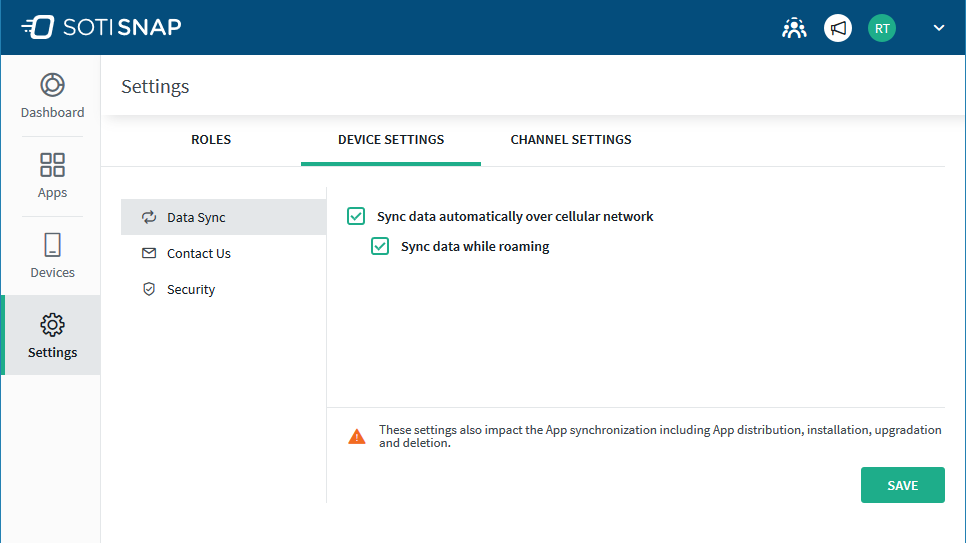 SOTI SNAP
RT
Dashboard
Apps
Devices
Settings
Settings
ROLES
DEVICE SETTINGS
CHANNEL SETTINGS
Data Sync
Contact Us
Security
Sync data automatically over cellular network
Sync data while roaming
These settings also impact the App synchronization including App distribution, installation, upgradation
and deletion.
SAVE